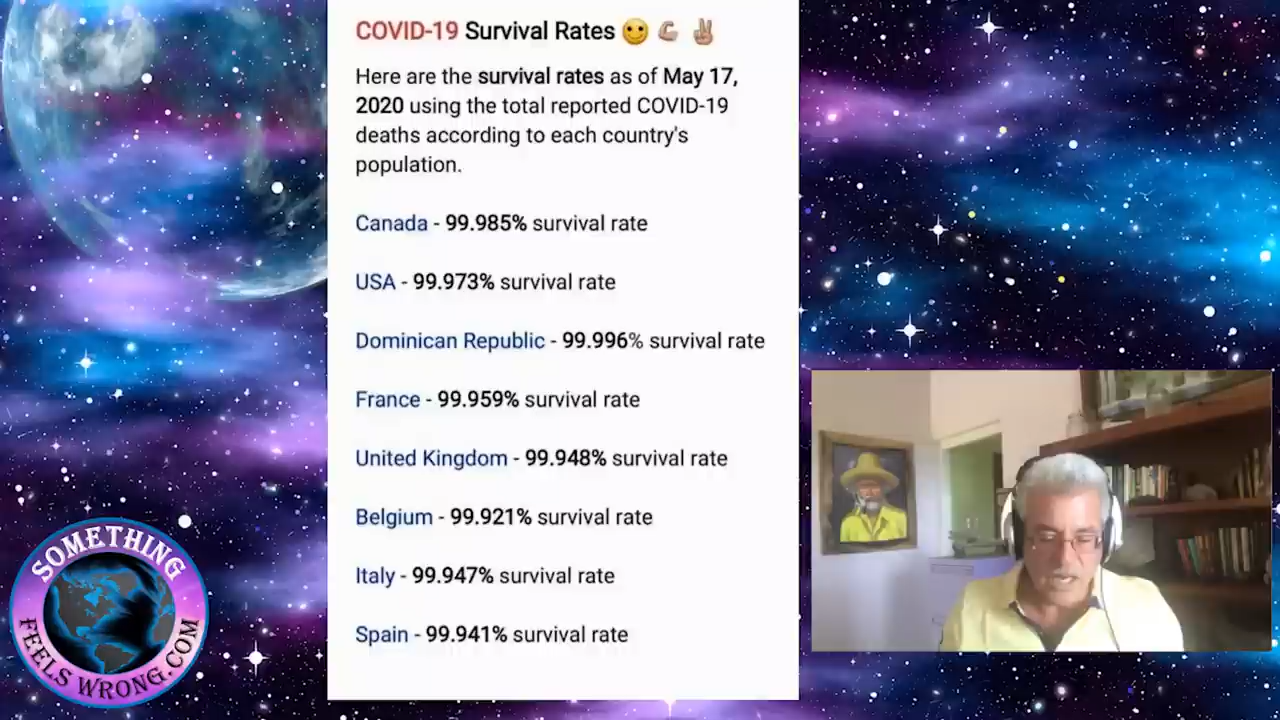 COVID-19 Survival Rates 🙂 💪 ✌
Here are the survival rates as of May 17,
2020 using the total reported COVID-19
deaths according to each country's
population.
Canada - 99.985% survival rate
USA - 99.973% survival rate
Dominican Republic - 99.996% survival rate
France - 99.959% survival rate
United Kingdom - 99.948% survival rate
Belgium - 99.921% survival rate
Italy - 99.947% survival rate
Spain - 99.941% survival rate
SOMETHING
FEELS WRONG.COM